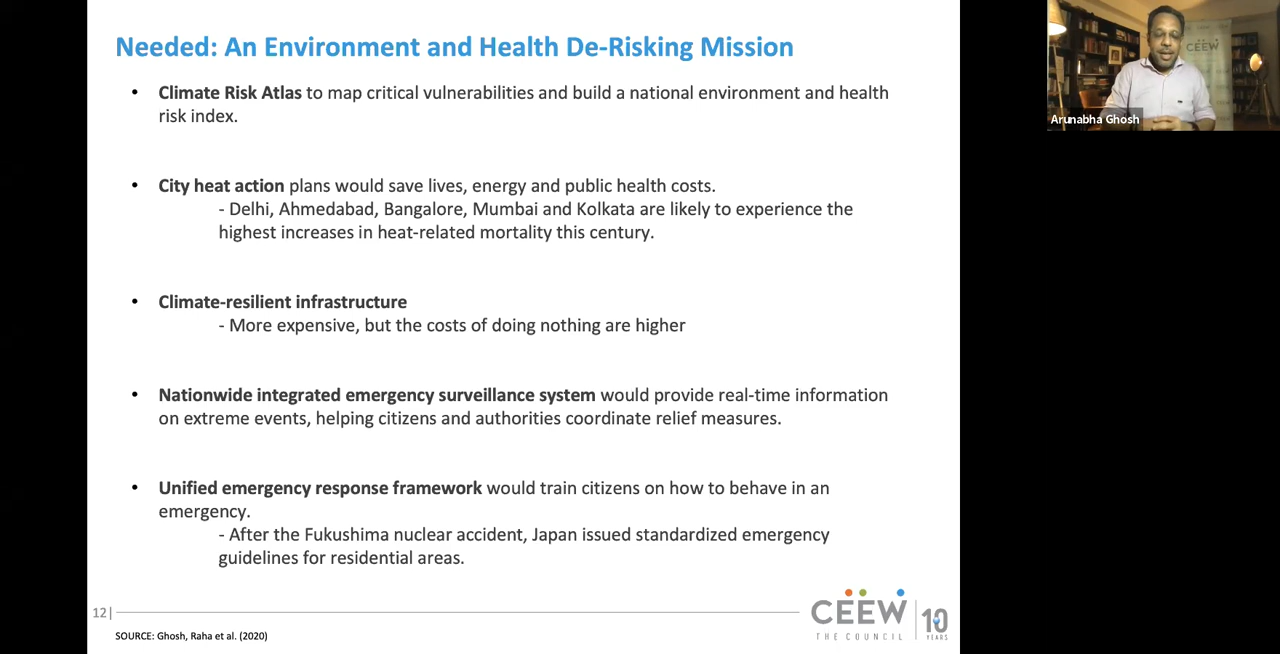 Needed: An Environment and Health De-Risking Mission
• Climate Risk Atlas to map critical vulnerabilities and build a national environment and health
risk index.
• City heat action plans would save lives, energy and public health costs.
- Delhi, Ahmedabad, Bangalore, Mumbai and Kolkata are likely to experience the
highest increases in heat-related mortality this century.
• Climate-resilient infrastructure
- More expensive, but the costs of doing nothing are higher
• Nationwide integrated emergency surveillance system would provide real-time information
on extreme events, helping citizens and authorities coordinate relief measures.
• Unified emergency response framework would train citizens on how to behave in an
emergency.
- After the Fukushima nuclear accident, Japan issued standardized emergency
guidelines for residential areas.
12|
SOURCE: Ghosh, Raha et al. (2020)
CEEW
THE COUNCIL
10
YEARS
CEEW
Arunabha Ghosh